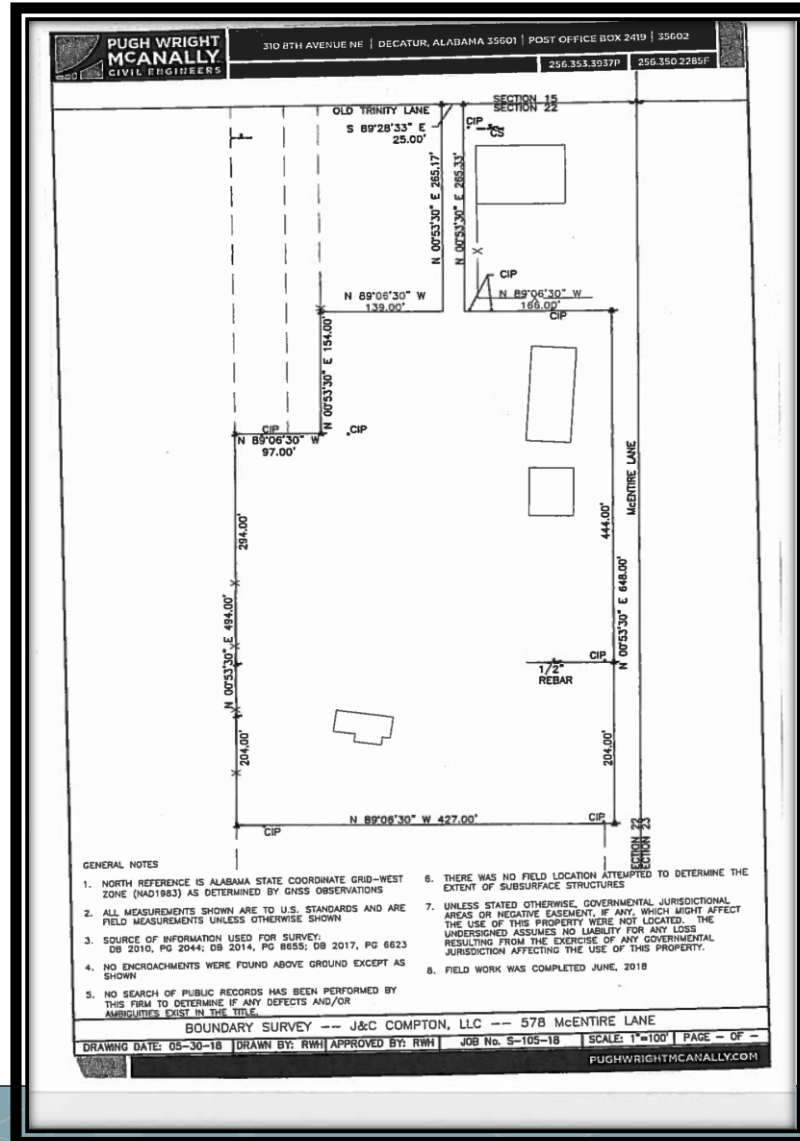 PUGH WRIGHT
MCANALLY
CIVIL ENGINEERS
310 8TH AVENUE NE | DECATUR, ALABAMA 35601 | POST OFFICE BOX 2419 | 35602
256.353.3937P 256.350.2285F
SECTION 15
SECTION 22
OLD TRINITY LANE
S 89°28'33" E
25.00'
CIP
CS
N 00°53'30" E 265.17'
N 00°53'30" E 265.33'
CIP
N 89°06'30" W
139.00'
N 89°06'30" W
166.00'
CIP
N 00°53'30" E 154.00'
CIP
CIP
N 89°06'30" W
97.00'
McENTIRE LANE
444.00'
294.00'
N 00°53'30" E 648.00'
N 00°53'30" E 494.00'
CIP
1/2"
REBAR
204.00'
204.00'
N 89°06'30" W 427.00'
CIP
CIP
SECTION 22
SECTION 23
GENERAL NOTES
1. NORTH REFERENCE IS ALABAMA STATE COORDINATE GRID-WEST
ZONE (NAD1983) AS DETERMINED BY GNSS OBSERVATIONS
2. ALL MEASUREMENTS SHOWN ARE TO U.S. STANDARDS AND ARE
FIELD MEASUREMENTS UNLESS OTHERWISE SHOWN
3. SOURCE OF INFORMATION USED FOR SURVEY:
DB 2010, PG 2044; DB 2014, PG 8655; DB 2017, PG 6623
4. NO ENCROACHMENTS WERE FOUND ABOVE GROUND EXCEPT AS
SHOWN
5. NO SEARCH OF PUBLIC RECORDS HAS BEEN PERFORMED BY
THIS FIRM TO DETERMINE IF ANY DEFECTS AND/OR
AMBIGUITIES EXIST IN THE TITLE.
6. THERE WAS NO FIELD LOCATION ATTEMPTED TO DETERMINE THE
EXTENT OF SUBSURFACE STRUCTURES
7. UNLESS STATED OTHERWISE, GOVERNMENTAL JURISDICTIONAL
AREAS OR NEGATIVE EASEMENT, IF ANY, WHICH MIGHT AFFECT
THE USE OF THIS PROPERTY WERE NOT LOCATED. THE
UNDERSIGNED ASSUMES NO LIABILITY FOR ANY LOSS
RESULTING FROM THE EXERCISE OF ANY GOVERNMENTAL
JURISDICTION AFFECTING THE USE OF THIS PROPERTY.
8. FIELD WORK WAS COMPLETED JUNE, 2018
BOUNDARY SURVEY -- J&C COMPTON, LLC -- 578 McENTIRE LANE
DRAWING DATE: 05-30-18 DRAWN BY: RWH APPROVED BY: RWH JOB No. S-105-18 SCALE: 1"=100' PAGE - OF -
PUGHWRIGHTMCANALLY.COM